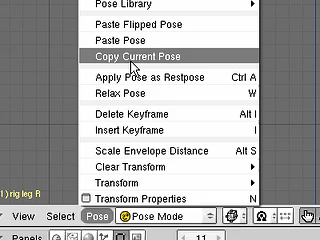 Pose Library
Paste Flipped Pose
Paste Pose
Copy Current Pose
Apply Pose as Restpose Ctrl A
Relax Pose W
Delete Keyframe Alt I
Insert Keyframe I
Scale Envelope Distance Alt S
Clear Transform
Transform
Transform Properties N
1) rig leg R
View Select Pose Pose Mode
Panels 11